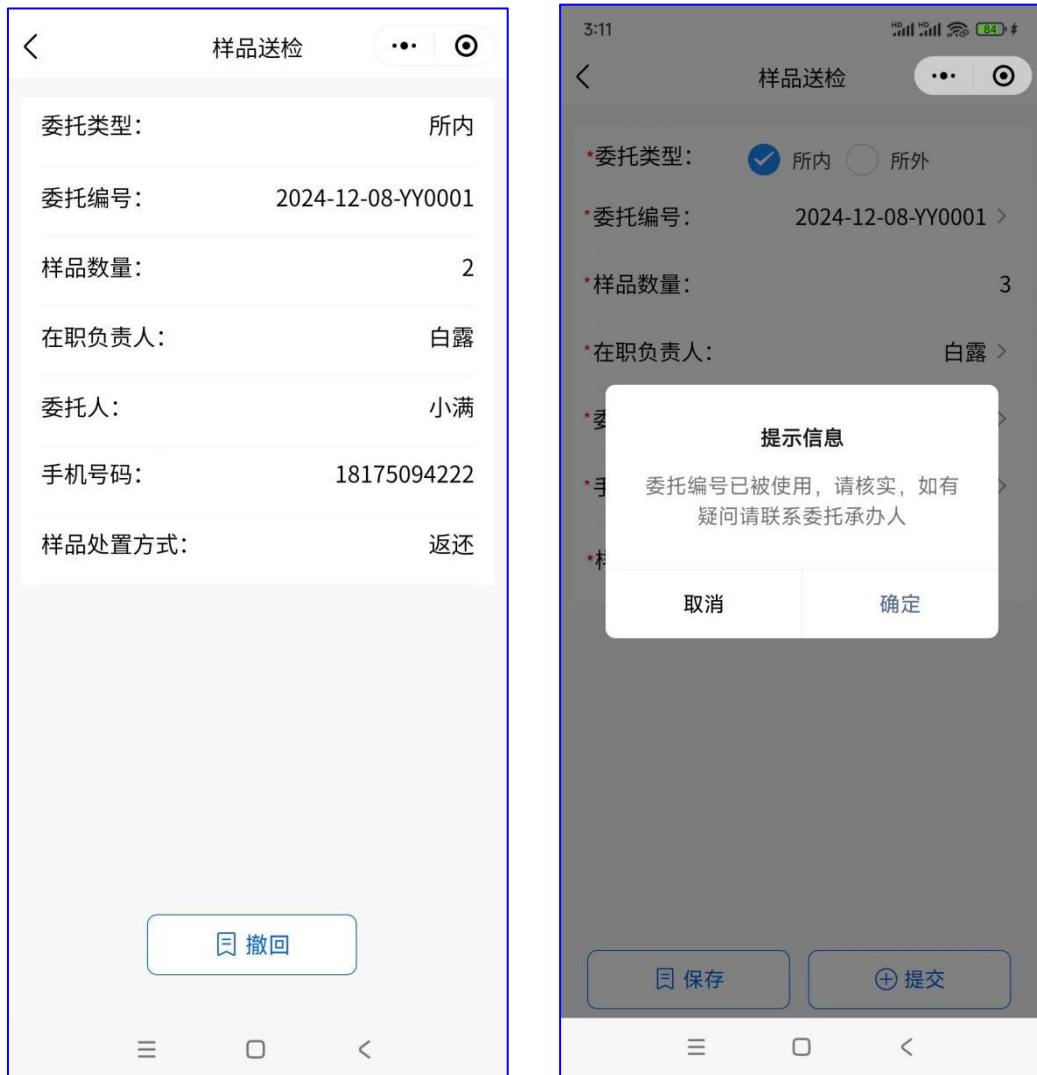 样品送检
委托类型： 所内
委托编号： 2024-12-08-YY0001
样品数量： 2
在职负责人： 白露
委托人： 小满
手机号码： 18175094222
样品处置方式： 返还
撤回
3:11 HD HD 84
样品送检
*委托类型： 所内 所外
*委托编号： 2024-12-08-YY0001
*样品数量： 3
*在职负责人： 白露
*委
*手
*样
提示信息
委托编号已被使用，请核实，如有
疑问请联系委托承办人
取消 确定
保存 提交